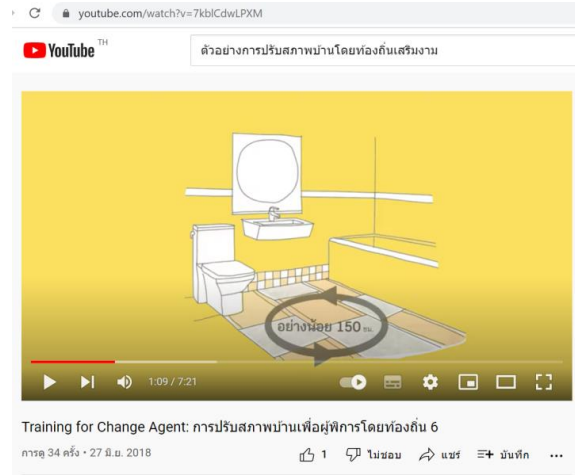 youtube.com/watch?v=7kblCdwLPXM
YouTube TH
ตัวอย่างการปรับสภาพบ้านโดยท้องถิ่นเสริมงาม
อย่างน้อย 150 ซม.
1:09 / 7:21
Training for Change Agent: การปรับสภาพบ้านเพื่อผู้พิการโดยท้องถิ่น 6
การดู 34 ครั้ง • 27 มิ.ย. 2018
1 ไม่ชอบ แชร์ บันทึก